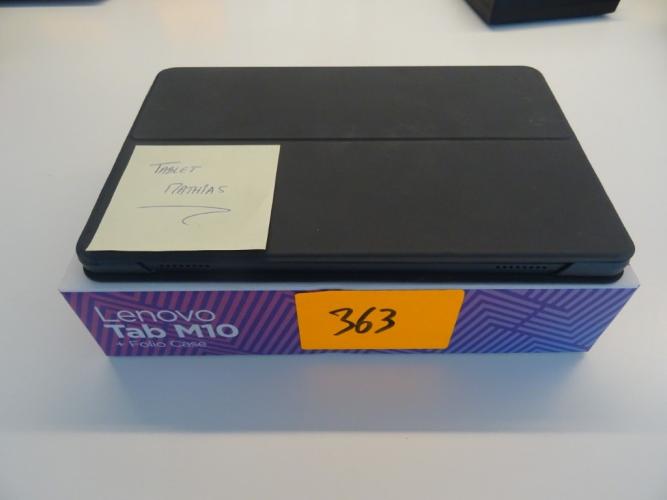 TABLET
MATHIAS
Lenovo
Tab M10
+ Folio Case
363